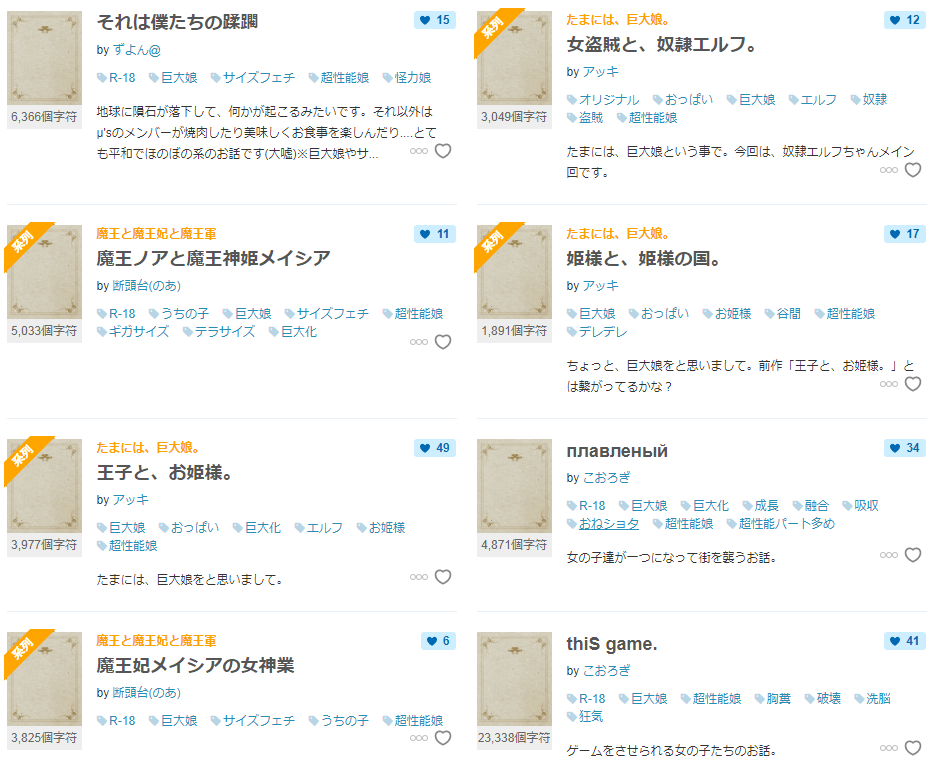 それは僕たちの蹂躙
15
by ずよん@
R-18 巨大娘 サイズフェチ 超性能娘 怪力娘
地球に隕石が落下して、何かが起こるみたいです。それ以外は
μ'sのメンバーが焼肉したり美味しくお食事を楽しんだり....とて
も平和でほのぼの系のお話です(大嘘)※巨大娘やサ...
6,366個字符
系列
たまには、巨大娘。
12
女盗賊と、奴隷エルフ。
by アッキ
オリジナル おっぱい 巨大娘 エルフ 奴隷
盗賊 超性能娘
たまには、巨大娘という事で。今回は、奴隷エルフちゃんメイン
回です。
3,049個字符
系列
魔王と魔王妃と魔王軍
11
魔王ノアと魔王神姫メイシア
by 断頭台(のあ)
R-18 うちの子 巨大娘 サイズフェチ 超性能娘
ギガサイズ テラサイズ 巨大化
5,033個字符
系列
たまには、巨大娘。
17
姫様と、姫様の国。
by アッキ
巨大娘 おっぱい お姫様 谷間 超性能娘
デレデレ
ちょっと、巨大娘をと思いまして。前作「王子と、お姫様。」と
は繋がってるかな？
1,891個字符
系列
たまには、巨大娘。
49
王子と、お姫様。
by アッキ
巨大娘 おっぱい 巨大化 エルフ お姫様
超性能娘
たまには、巨大娘をと思いまして。
3,977個字符
плавленый
34
by こおろぎ
R-18 巨大娘 巨大化 成長 融合 吸収
おねショタ 超性能娘 超性能パート多め
女の子達が一つになって街を襲うお話。
4,871個字符
系列
魔王と魔王妃と魔王軍
6
魔王妃メイシアの女神業
by 断頭台(のあ)
R-18 巨大娘 サイズフェチ うちの子 超性能娘
3,825個字符
thiS game.
41
by こおろぎ
R-18 巨大娘 超性能娘 胸糞 破壊 洗脳
狂気
ゲームをさせられる女の子たちのお話。
23,338個字符